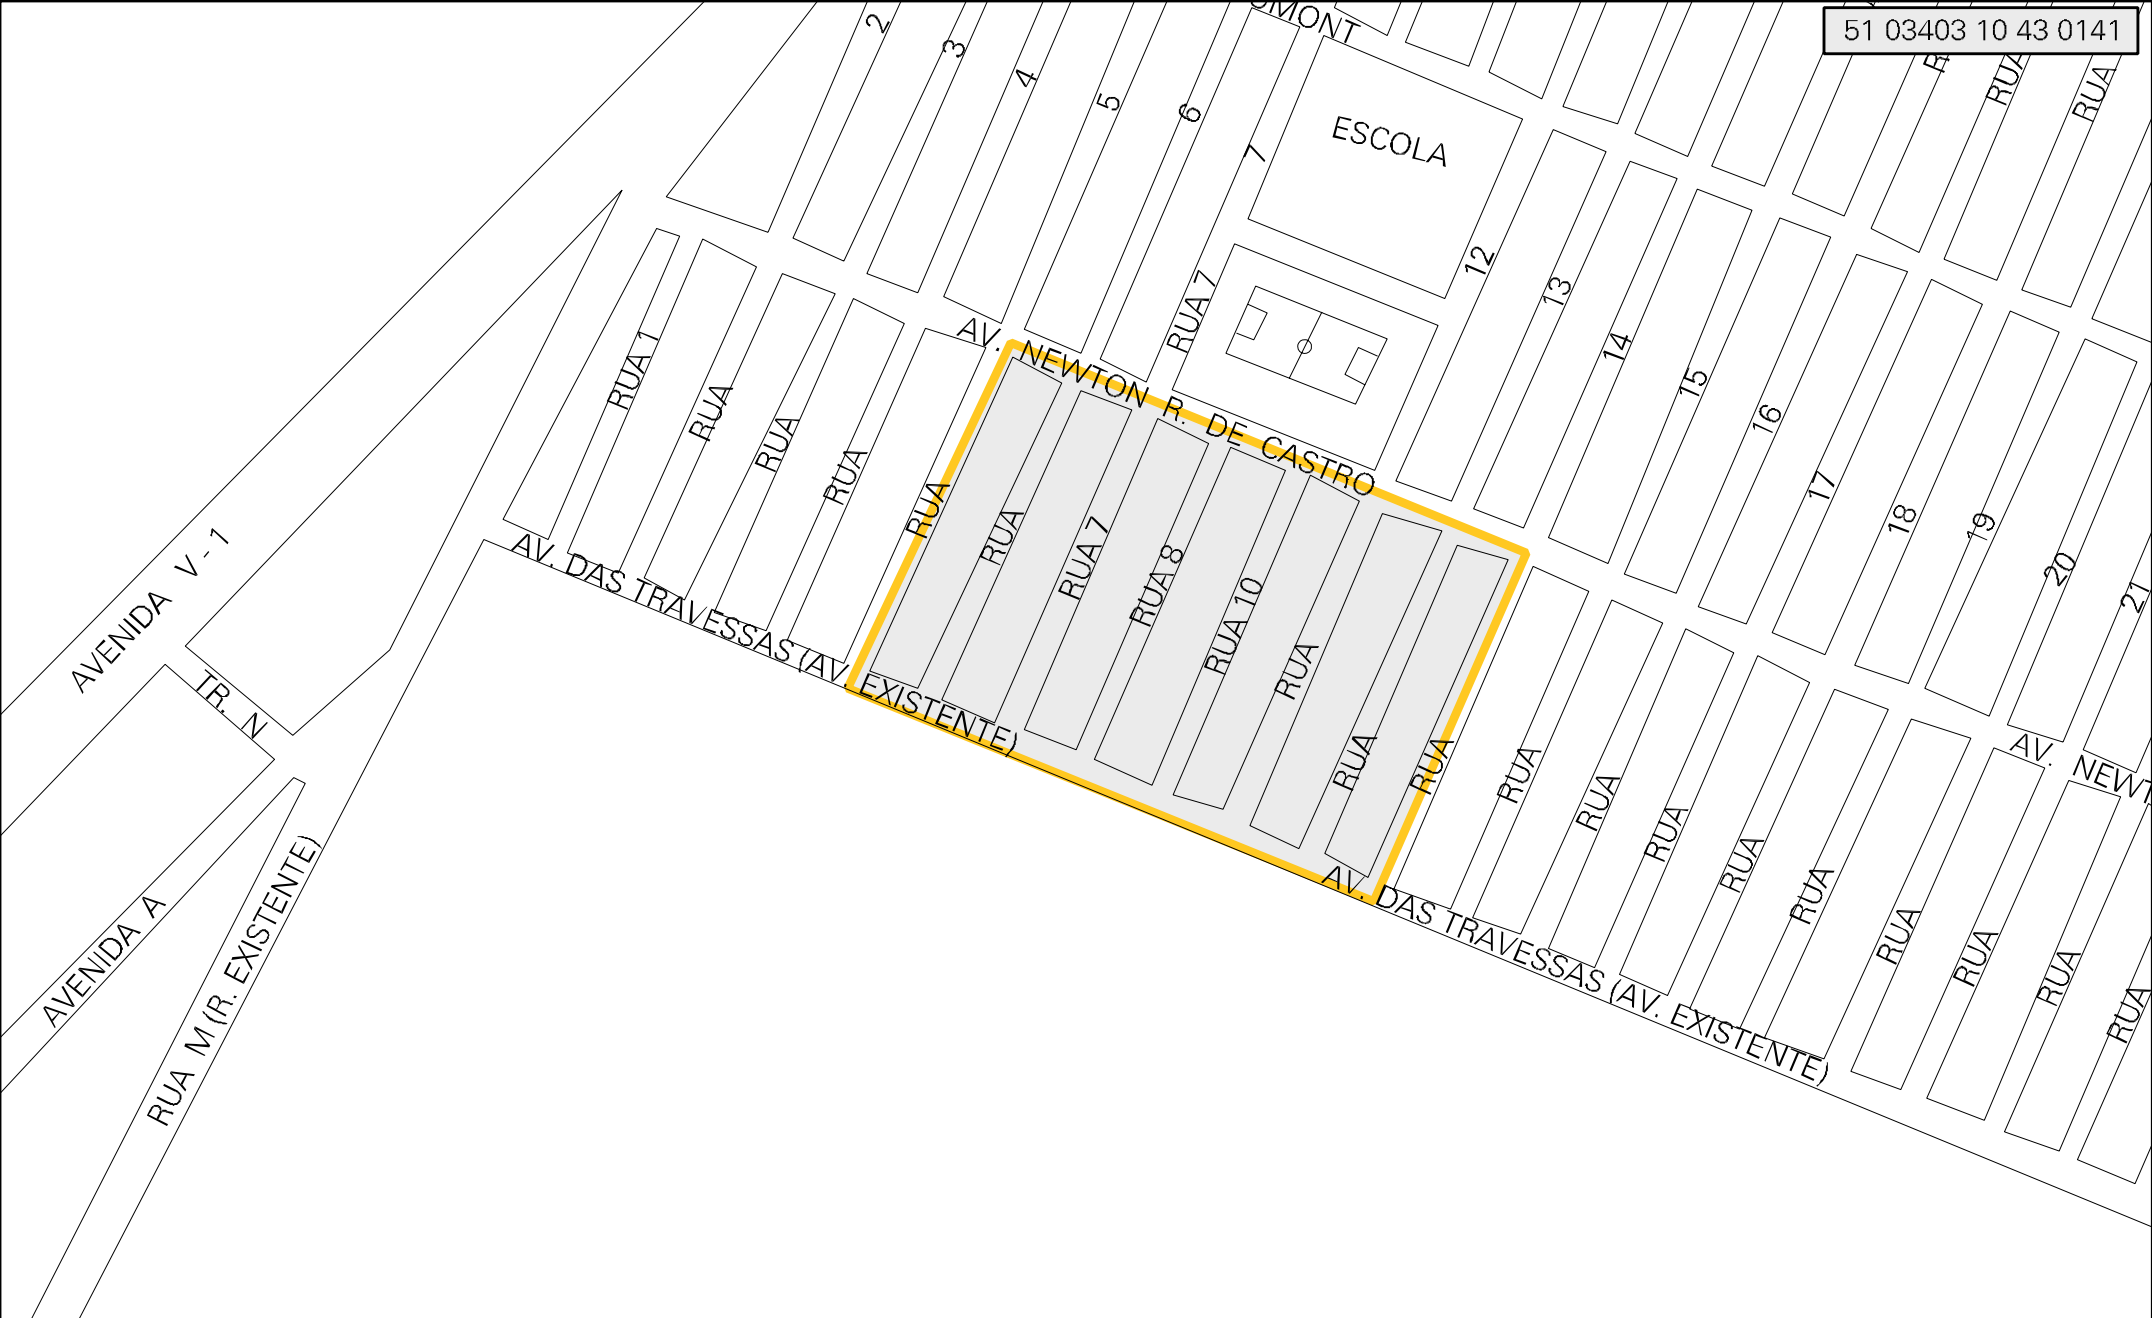 51 03403 10 43 0141
2
3
4
5
6
7
ESCOLA
RUA
RUA
12
13
14
15
16
17
18
19
20
21
RUA 7
AV. NEWTON R. DE CASTRO
RUA 1
RUA
RUA
RUA
RUA
RUA
RUA 7
RUA 8
RUA 10
RUA
RUA
RUA
RUA
RUA
RUA
RUA
RUA
RUA
RUA
RUA
RUA
AV. DAS TRAVESSAS (AV. EXISTENTE)
AV. DAS TRAVESSAS (AV. EXISTENTE)
AVENIDA V - 1
TR. N
AVENIDA A
RUA M (R. EXISTENTE)
AV.